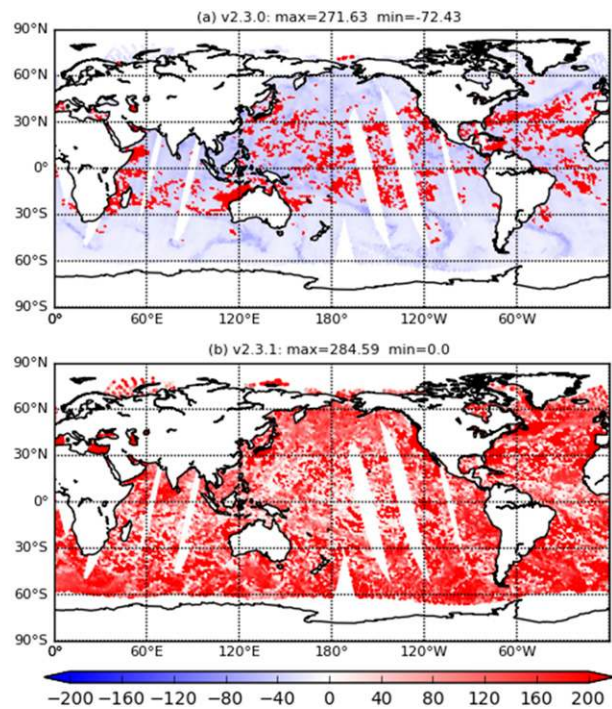 (a) v2.3.0: max=271.63 min=-72.43
90°N
60°N
30°N
0°
30°S
60°S
90°S
0° 60°E 120°E 180° 120°W 60°W
(b) v2.3.1: max=284.59 min=0.0
90°N
60°N
30°N
0°
30°S
60°S
90°S
60°E 120°E 180° 120°W 60°W
−200 −160 −120 −80 −40 0 40 80 120 160 200